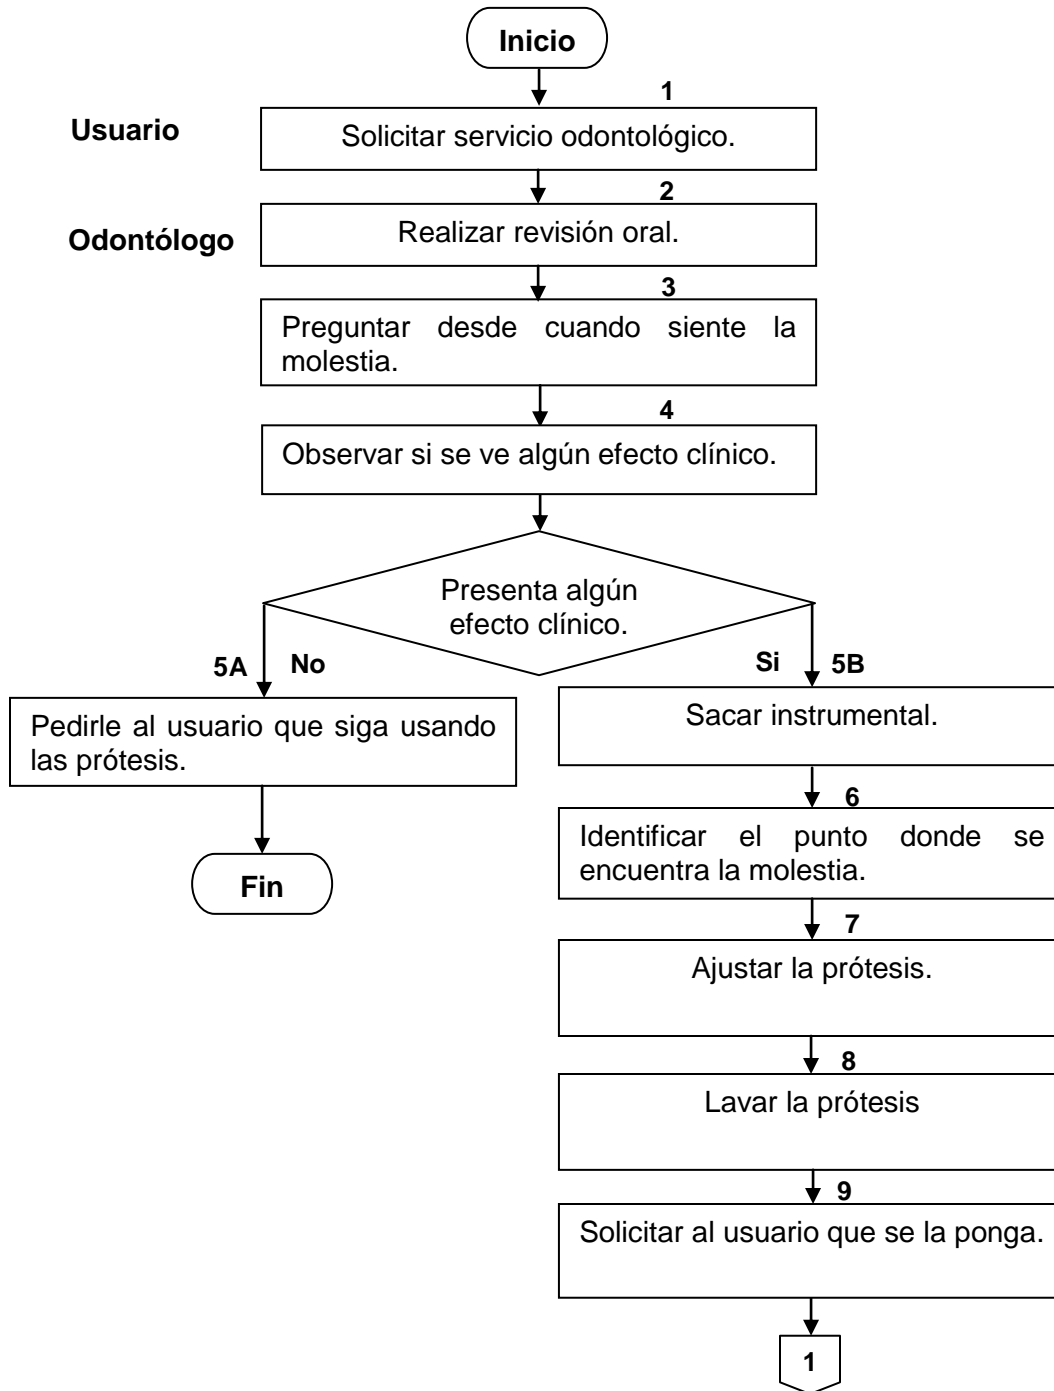 Inicio
1
Usuario
Solicitar servicio odontológico.
2
Odontólogo
Realizar revisión oral.
3
Preguntar desde cuando siente la
molestia.
4
Observar si se ve algún efecto clínico.
Presenta algún
efecto clínico.
5A No
Si 5B
Pedirle al usuario que siga usando
las prótesis.
Fin
Sacar instrumental.
6
Identificar el punto donde se
encuentra la molestia.
7
Ajustar la prótesis.
8
Lavar la prótesis
9
Solicitar al usuario que se la ponga.
1